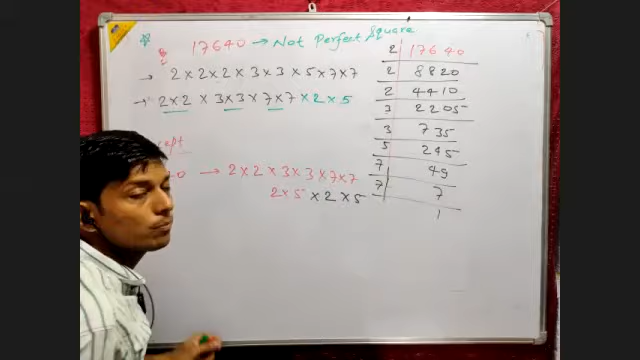 17640 → Not Perfect Square
→ 2×2×2×3×3×5×7×7
→ 2×2 × 3×3 × 7×7 ×2×5
→ 2×2×3×3×7×7
2×5 ×2×5
2 | 17640
2 | 8820
2 | 4410
3 | 2205
3 | 735
5 | 245
7 | 49
7 | 7
1